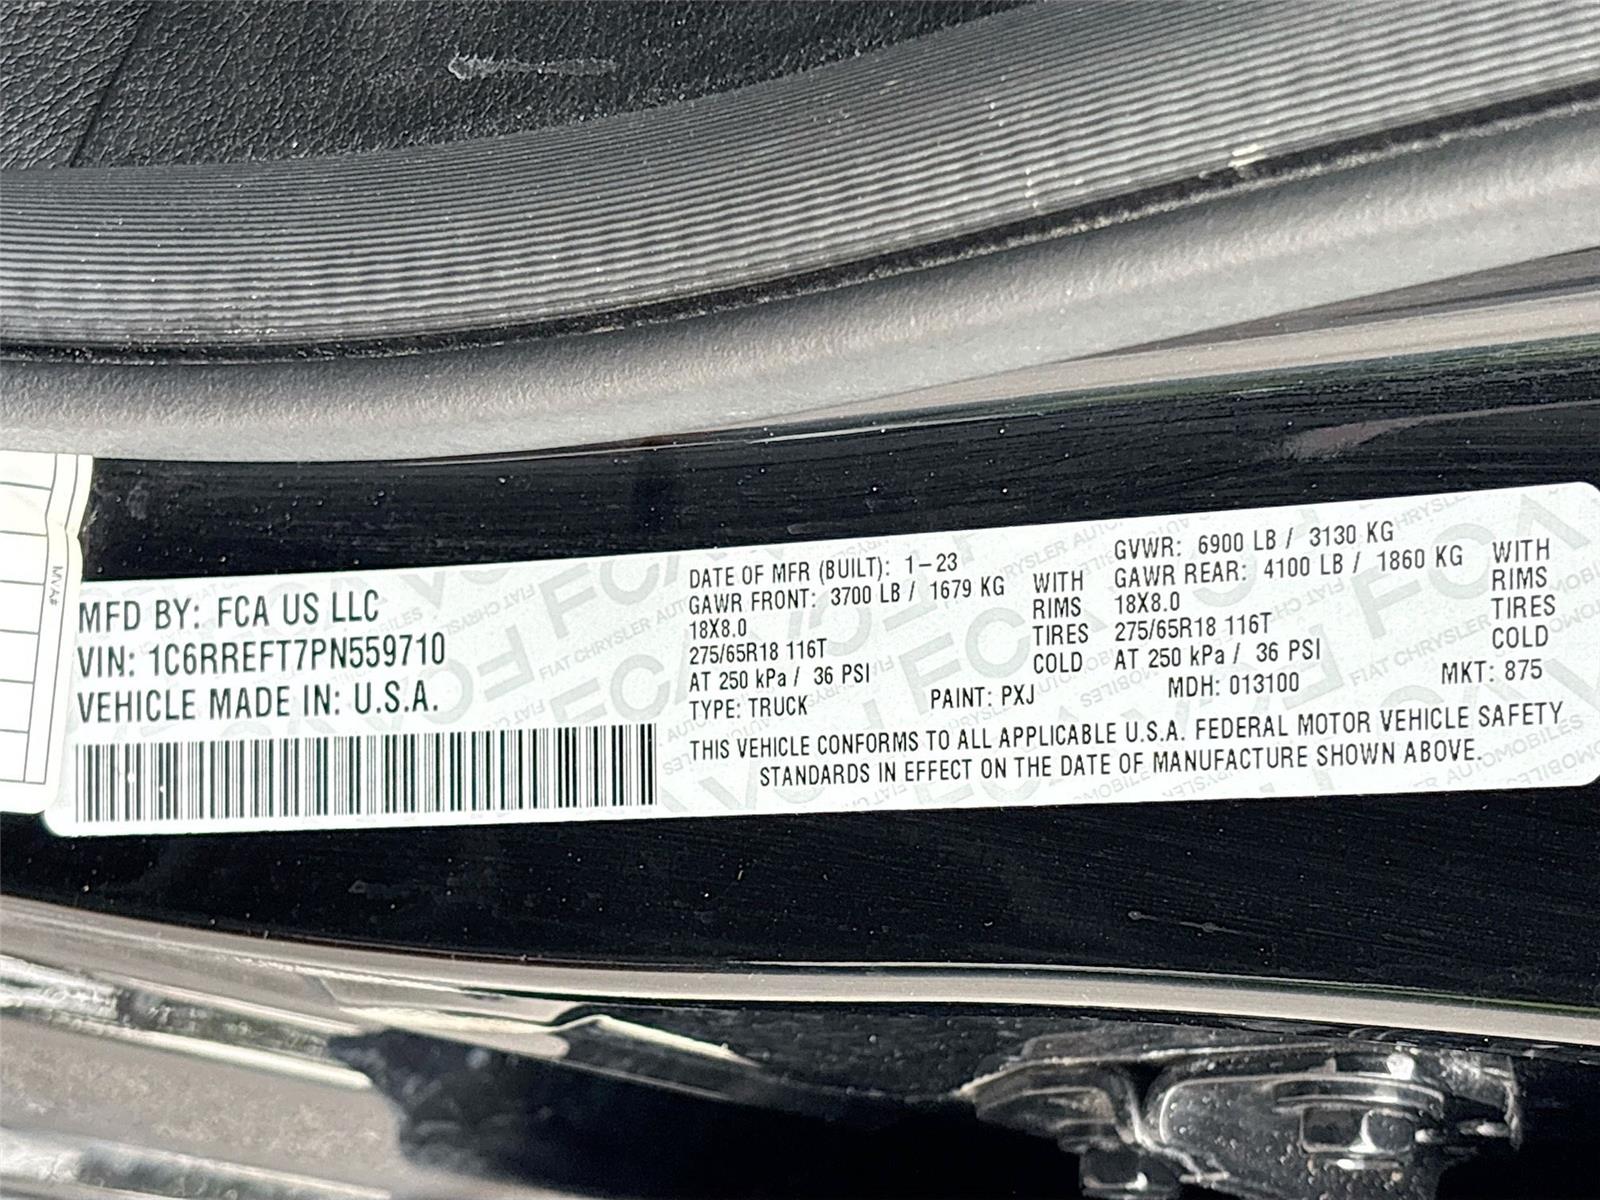 MFD BY: FCA US LLC
VIN: 1C6RREFT7PN559710
VEHICLE MADE IN: U.S.A.
DATE OF MFR (BUILT): 1-23
GAWR FRONT: 3700 LB / 1679 KG WITH
18X8.0 RIMS
275/65R18 116T TIRES
AT 250 kPa / 36 PSI COLD
TYPE: TRUCK PAINT: PXJ
GVWR: 6900 LB / 3130 KG
GAWR REAR: 4100 LB / 1860 KG WITH
18X8.0 RIMS
275/65R18 116T TIRES
AT 250 kPa / 36 PSI COLD
MDH: 013100 MKT: 875
THIS VEHICLE CONFORMS TO ALL APPLICABLE U.S.A. FEDERAL MOTOR VEHICLE SAFETY
STANDARDS IN EFFECT ON THE DATE OF MANUFACTURE SHOWN ABOVE.
MVA#